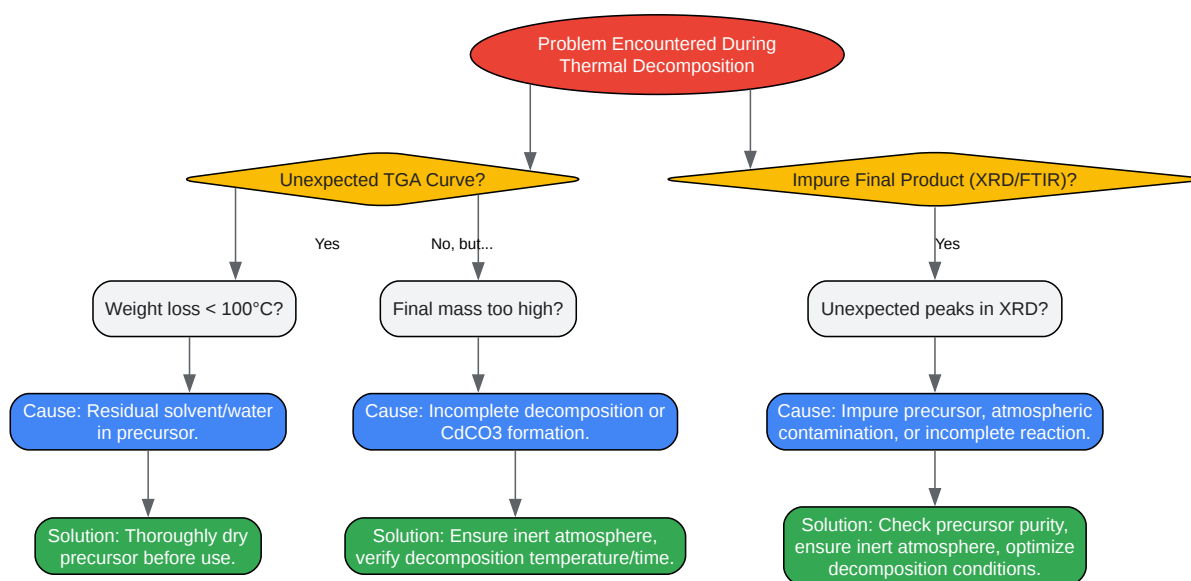 Problem Encountered During
Thermal Decomposition
Unexpected TGA Curve?
Impure Final Product (XRD/FTIR)?
Yes
No, but...
Yes
Weight loss < 100°C?
Final mass too high?
Unexpected peaks in XRD?
Cause: Residual solvent/water
in precursor.
Cause: Incomplete decomposition or
CdCO3 formation.
Cause: Impure precursor, atmospheric
contamination, or incomplete reaction.
Solution: Thoroughly dry
precursor before use.
Solution: Ensure inert atmosphere,
verify decomposition temperature/time.
Solution: Check precursor purity,
ensure inert atmosphere, optimize
decomposition conditions.